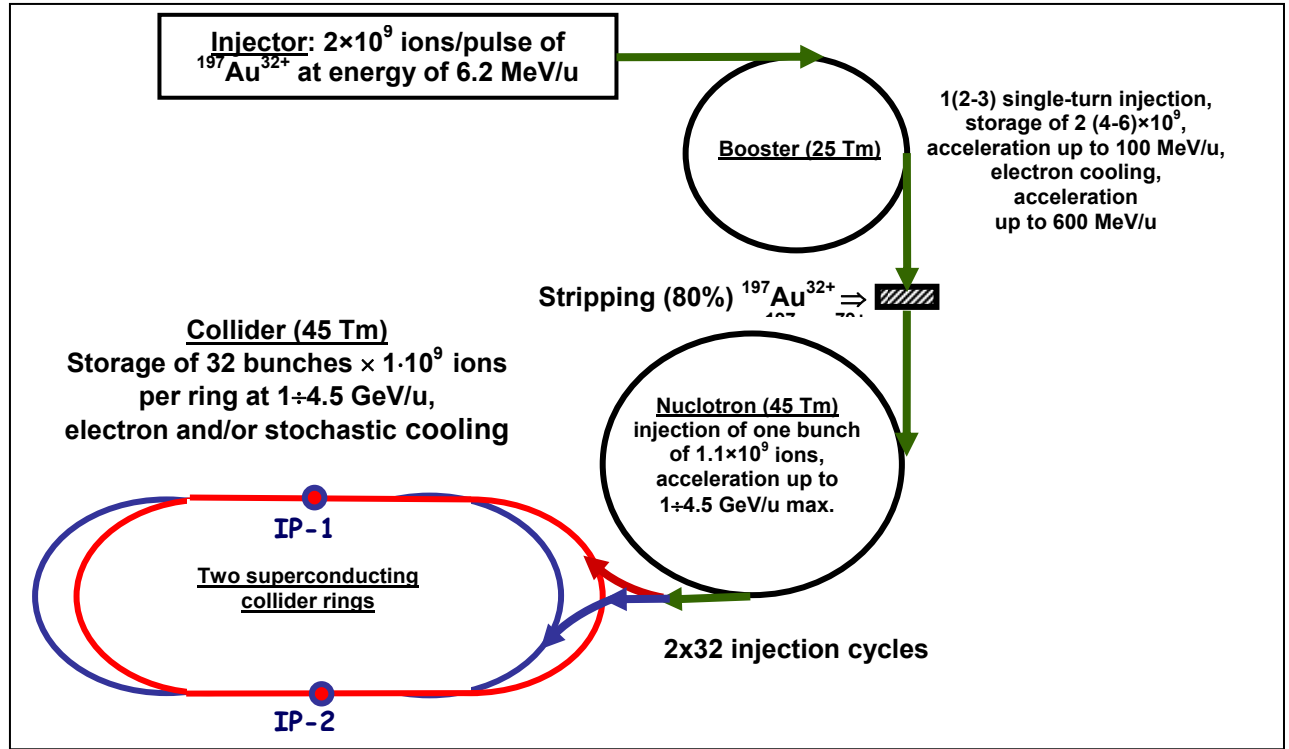 Injector: 2×10⁹ ions/pulse of
¹⁹⁷Au³²⁺ at energy of 6.2 MeV/u
Booster (25 Tm)
1(2-3) single-turn injection,
storage of 2 (4-6)×10⁹,
acceleration up to 100 MeV/u,
electron cooling,
acceleration
up to 600 MeV/u
Stripping (80%) ¹⁹⁷Au³²⁺ ⇒
Collider (45 Tm)
Storage of 32 bunches × 1·10⁹ ions
per ring at 1÷4.5 GeV/u,
electron and/or stochastic cooling
Nuclotron (45 Tm)
injection of one bunch
of 1.1×10⁹ ions,
acceleration up to
1÷4.5 GeV/u max.
IP-1
Two superconducting
collider rings
2x32 injection cycles
IP-2